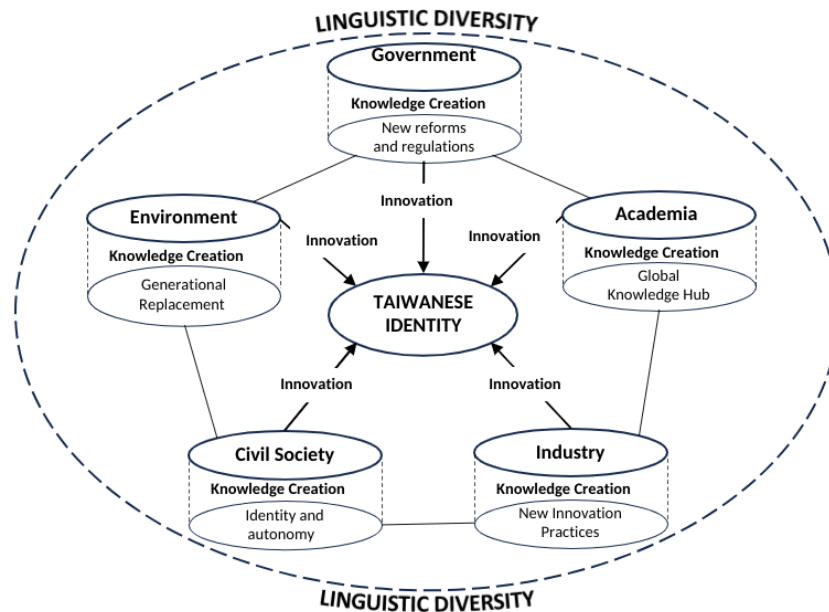 LINGUISTIC DIVERSITY
Government
Knowledge Creation
New reforms
and regulations
Innovation
Environment
Knowledge Creation
Generational
Replacement
Innovation
Innovation
Academia
Knowledge Creation
Global
Knowledge Hub
TAIWANESE
IDENTITY
Innovation
Innovation
Civil Society
Knowledge Creation
Identity and
autonomy
Industry
Knowledge Creation
New Innovation
Practices
LINGUISTIC DIVERSITY